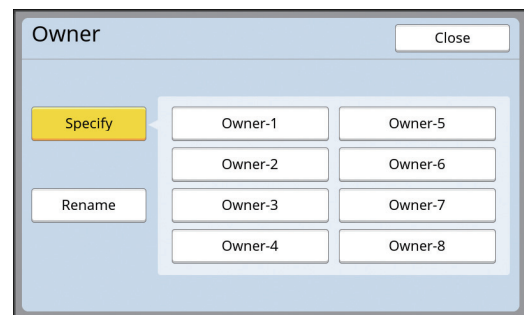 Owner
Close
Specify
Owner-1
Owner-5
Owner-2
Owner-6
Rename
Owner-3
Owner-7
Owner-4
Owner-8